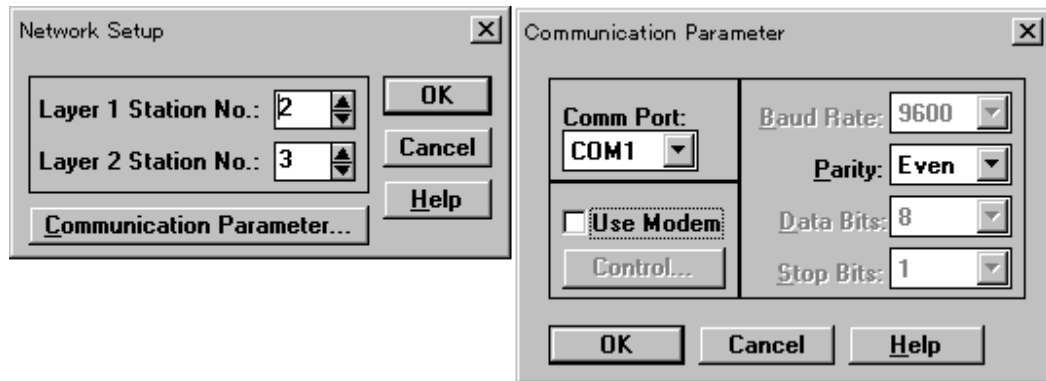 Network Setup
Layer 1 Station No.: 2
Layer 2 Station No.: 3
OK
Cancel
Help
Communication Parameter...
Communication Parameter
Comm Port:
COM1
Use Modem
Control...
Baud Rate: 9600
Parity: Even
Data Bits: 8
Stop Bits: 1
OK
Cancel
Help